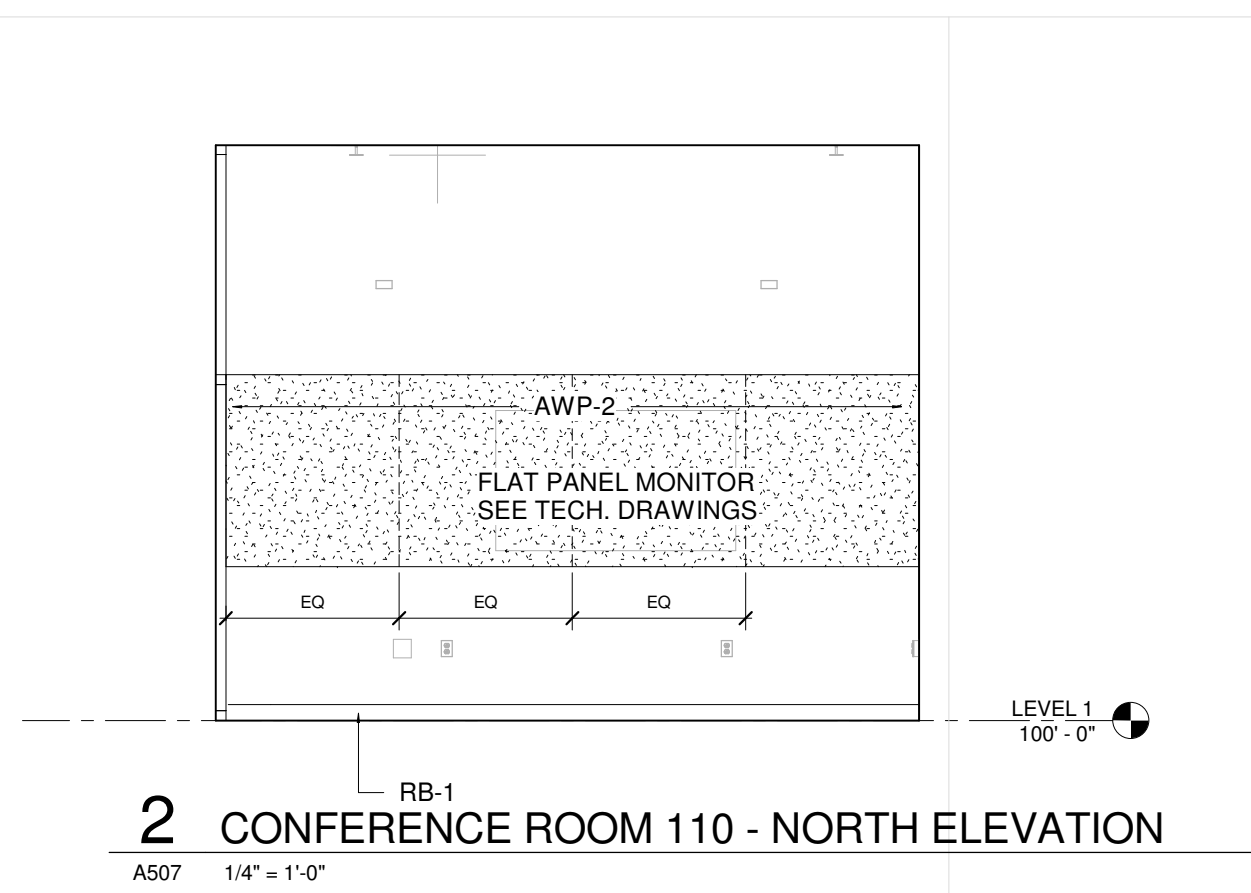 AWP-2
FLAT PANEL MONITOR
SEE TECH. DRAWINGS
EQ EQ EQ
LEVEL 1
100' - 0"
RB-1
2 CONFERENCE ROOM 110 - NORTH ELEVATION
A507 1/4" = 1'-0"